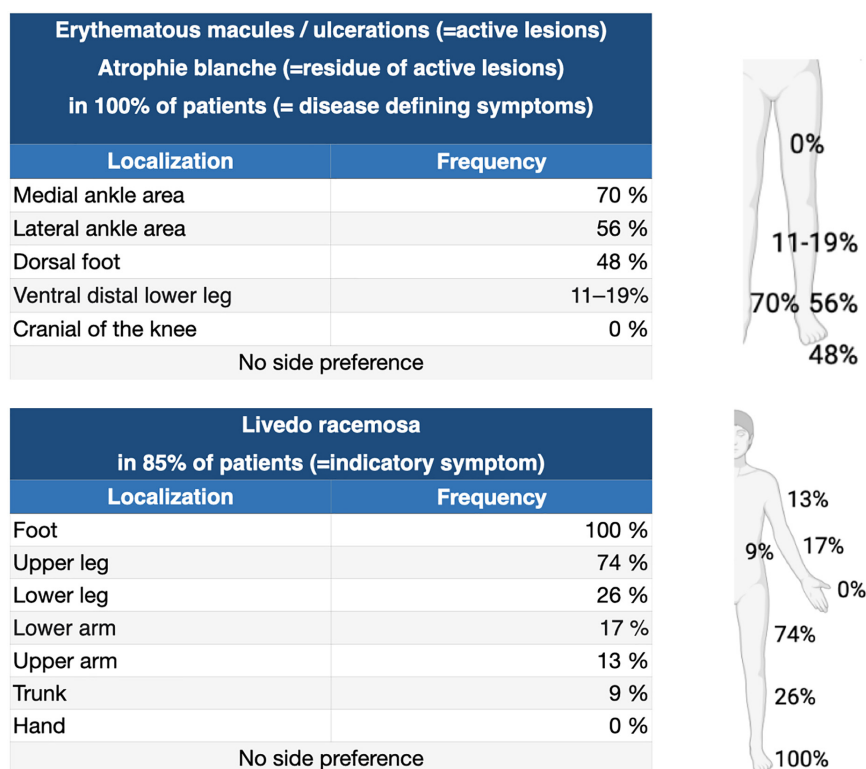 Erythematous macules / ulcerations (=active lesions)
Atrophie blanche (=residue of active lesions)
in 100% of patients (= disease defining symptoms)
Localization Frequency
Medial ankle area 70 %
Lateral ankle area 56 %
Dorsal foot 48 %
Ventral distal lower leg 11–19%
Cranial of the knee 0 %
No side preference
0%
11-19%
70% 56%
48%
Livedo racemosa
in 85% of patients (=indicatory symptom)
Localization Frequency
Foot 100 %
Upper leg 74 %
Lower leg 26 %
Lower arm 17 %
Upper arm 13 %
Trunk 9 %
Hand 0 %
No side preference
13%
9% 17%
0%
74%
26%
100%